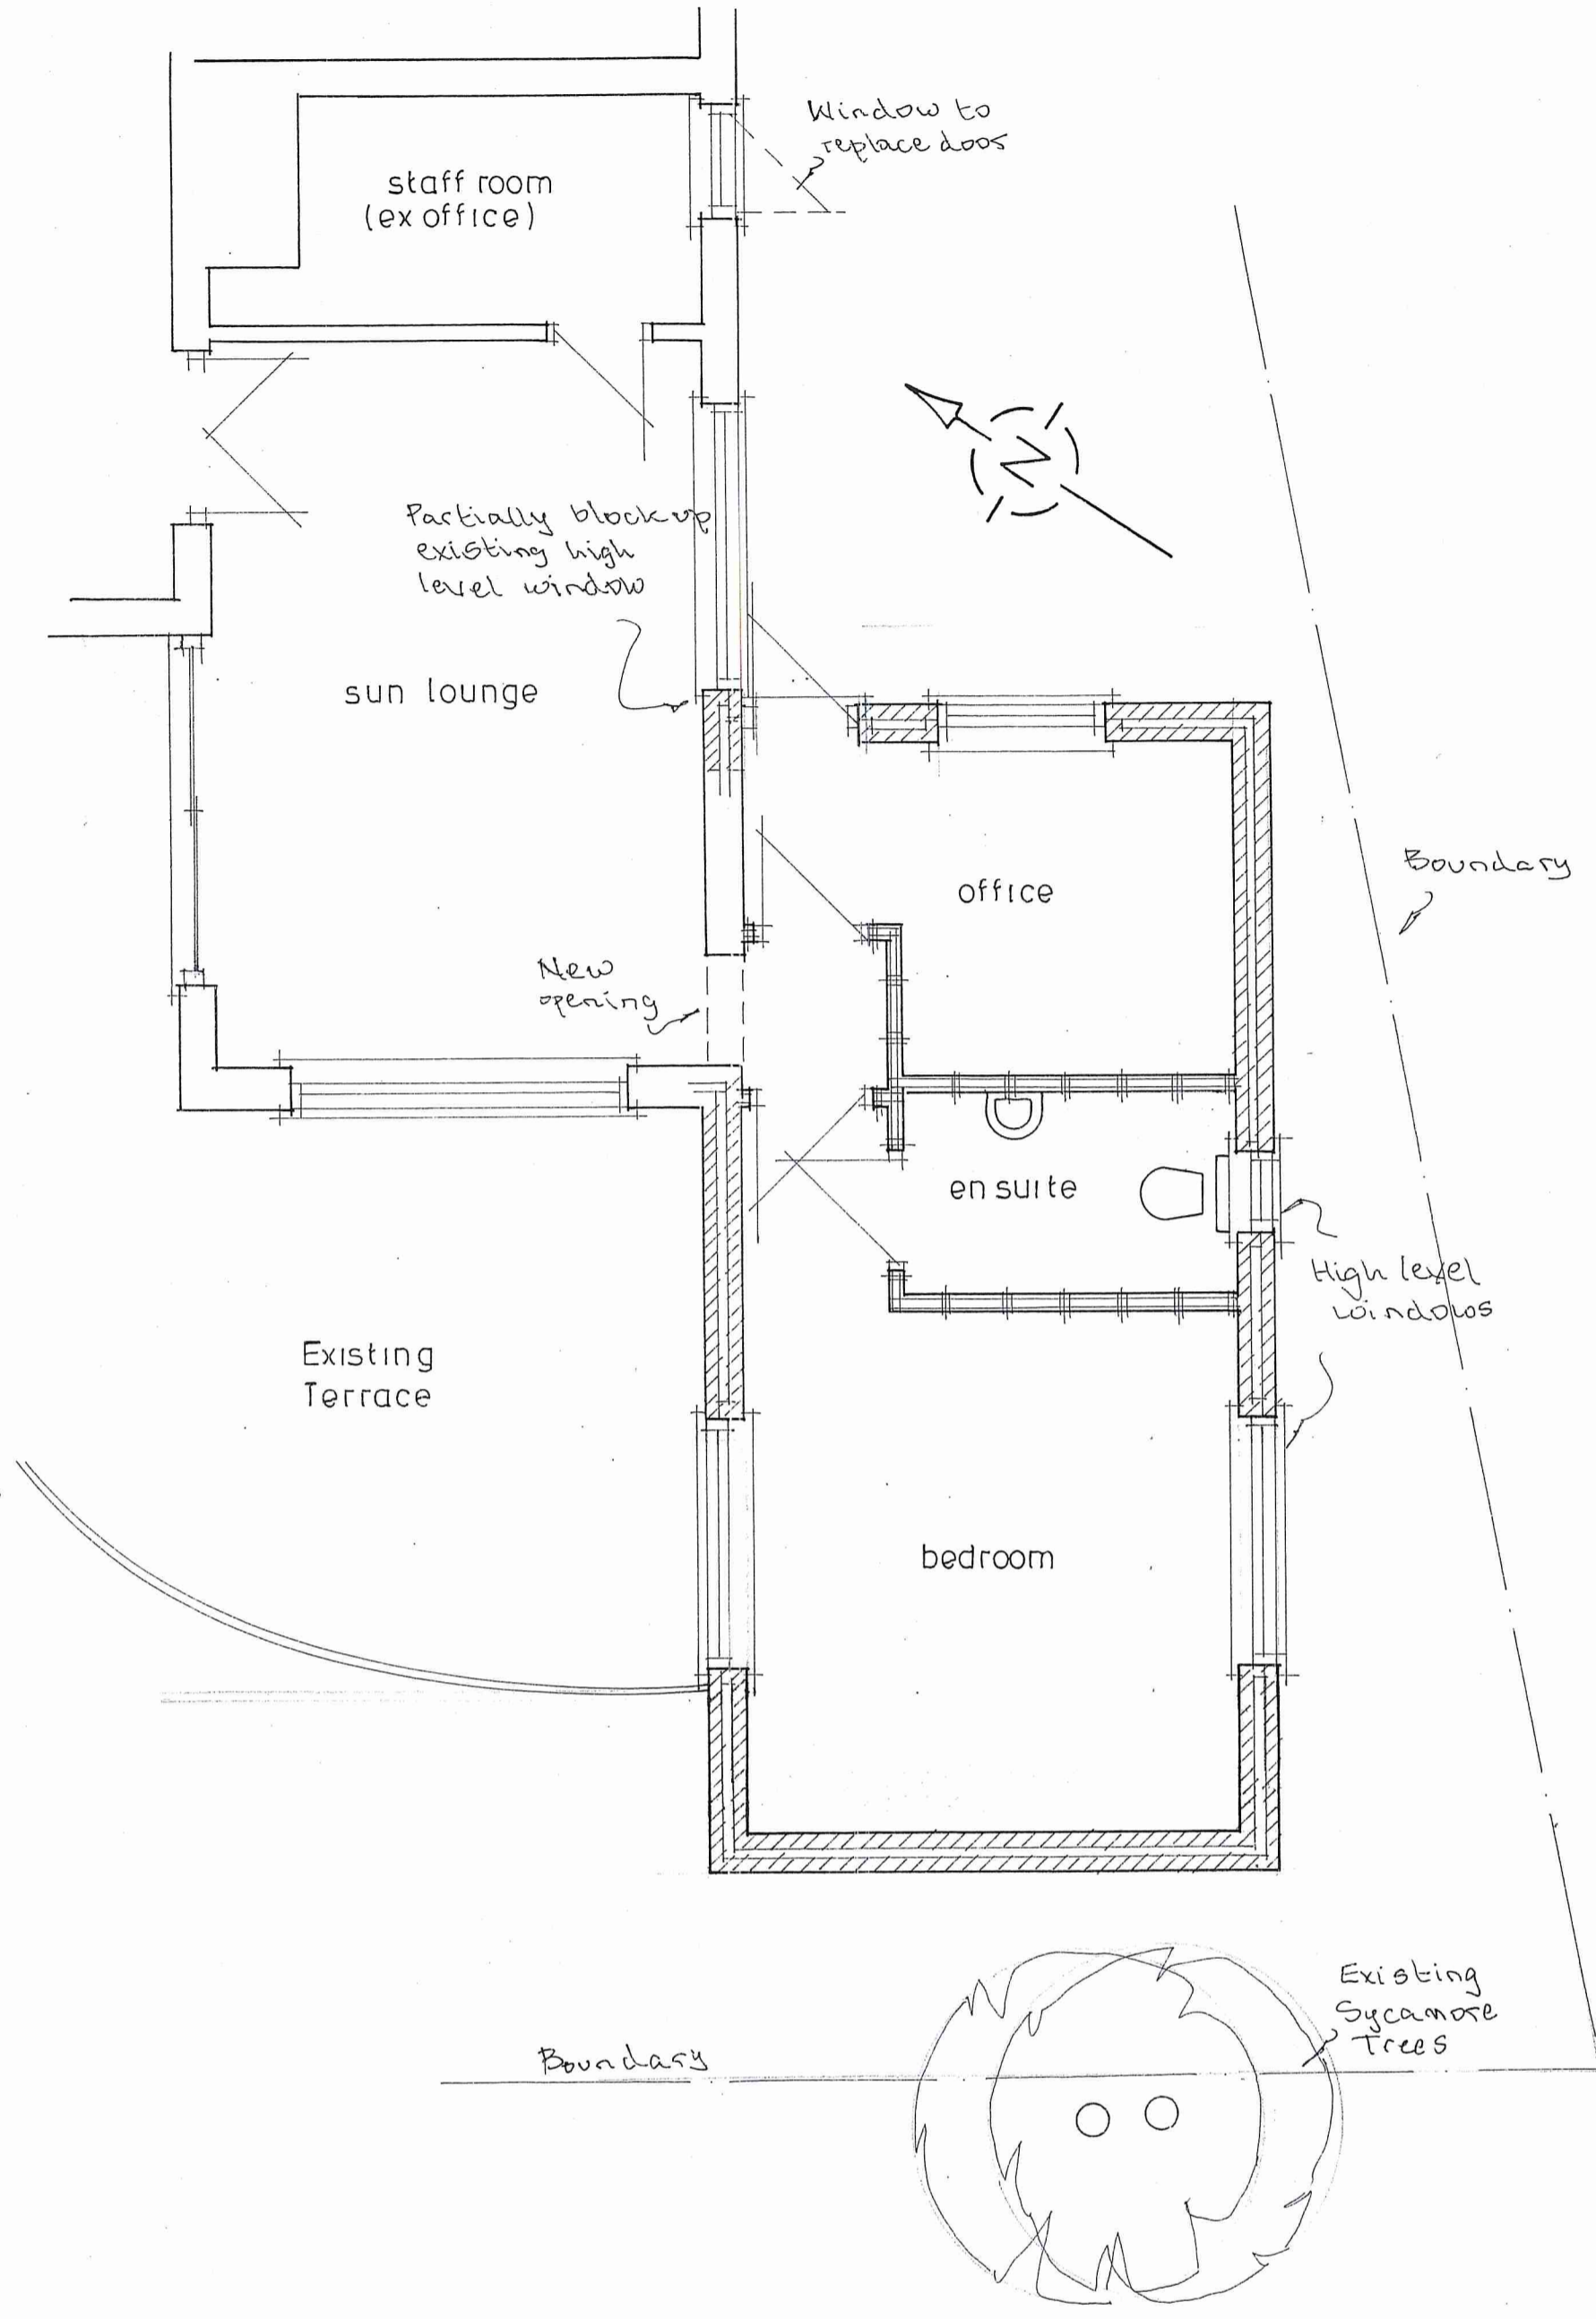 Window to
replace door
staff room
(ex office)
N
Partially block up
existing high
level window
sun lounge
Boundary
office
New
opening
en suite
High level
windows
Existing
Terrace
bedroom
Existing
Sycamore
Trees
Boundary